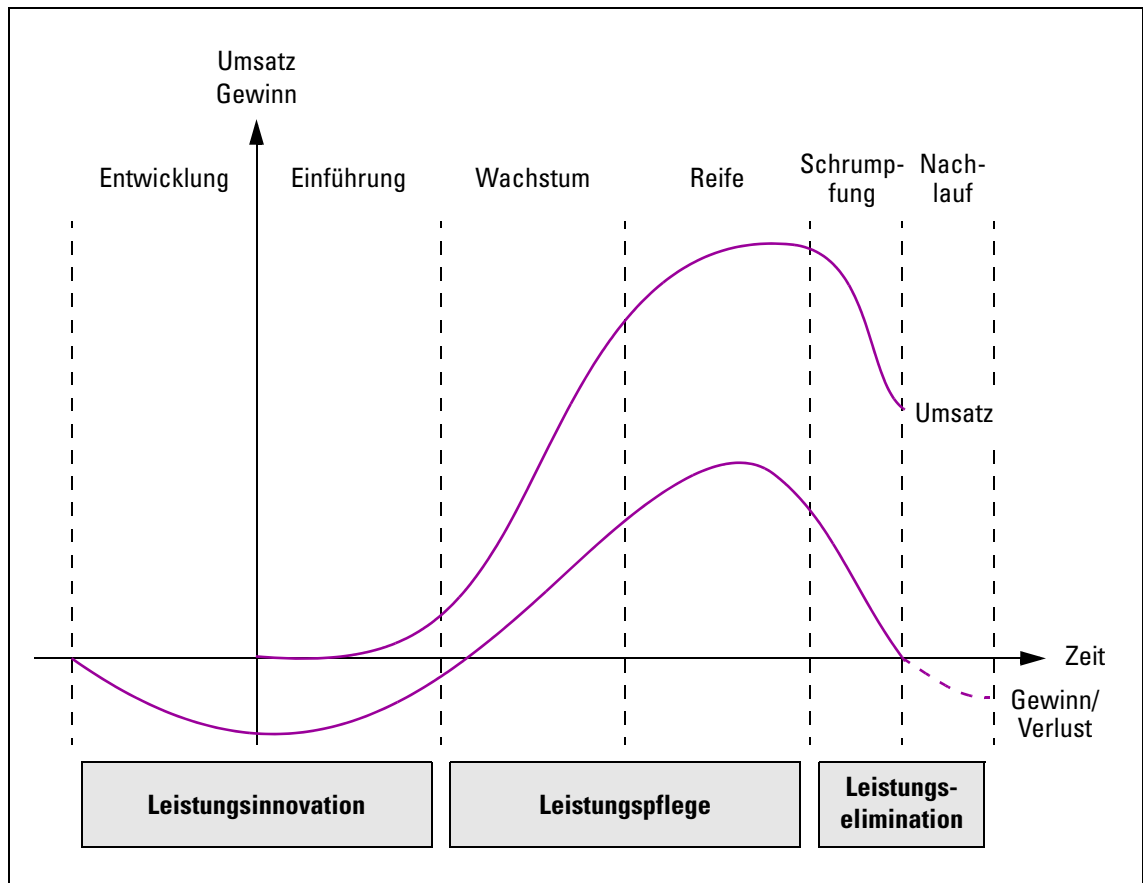 Umsatz
Gewinn
Entwicklung
Einführung
Wachstum
Reife
Schrump-
fung
Nach-
lauf
Umsatz
Zeit
Gewinn/
Verlust
Leistungsinnovation
Leistungspflege
Leistungs-
elimination